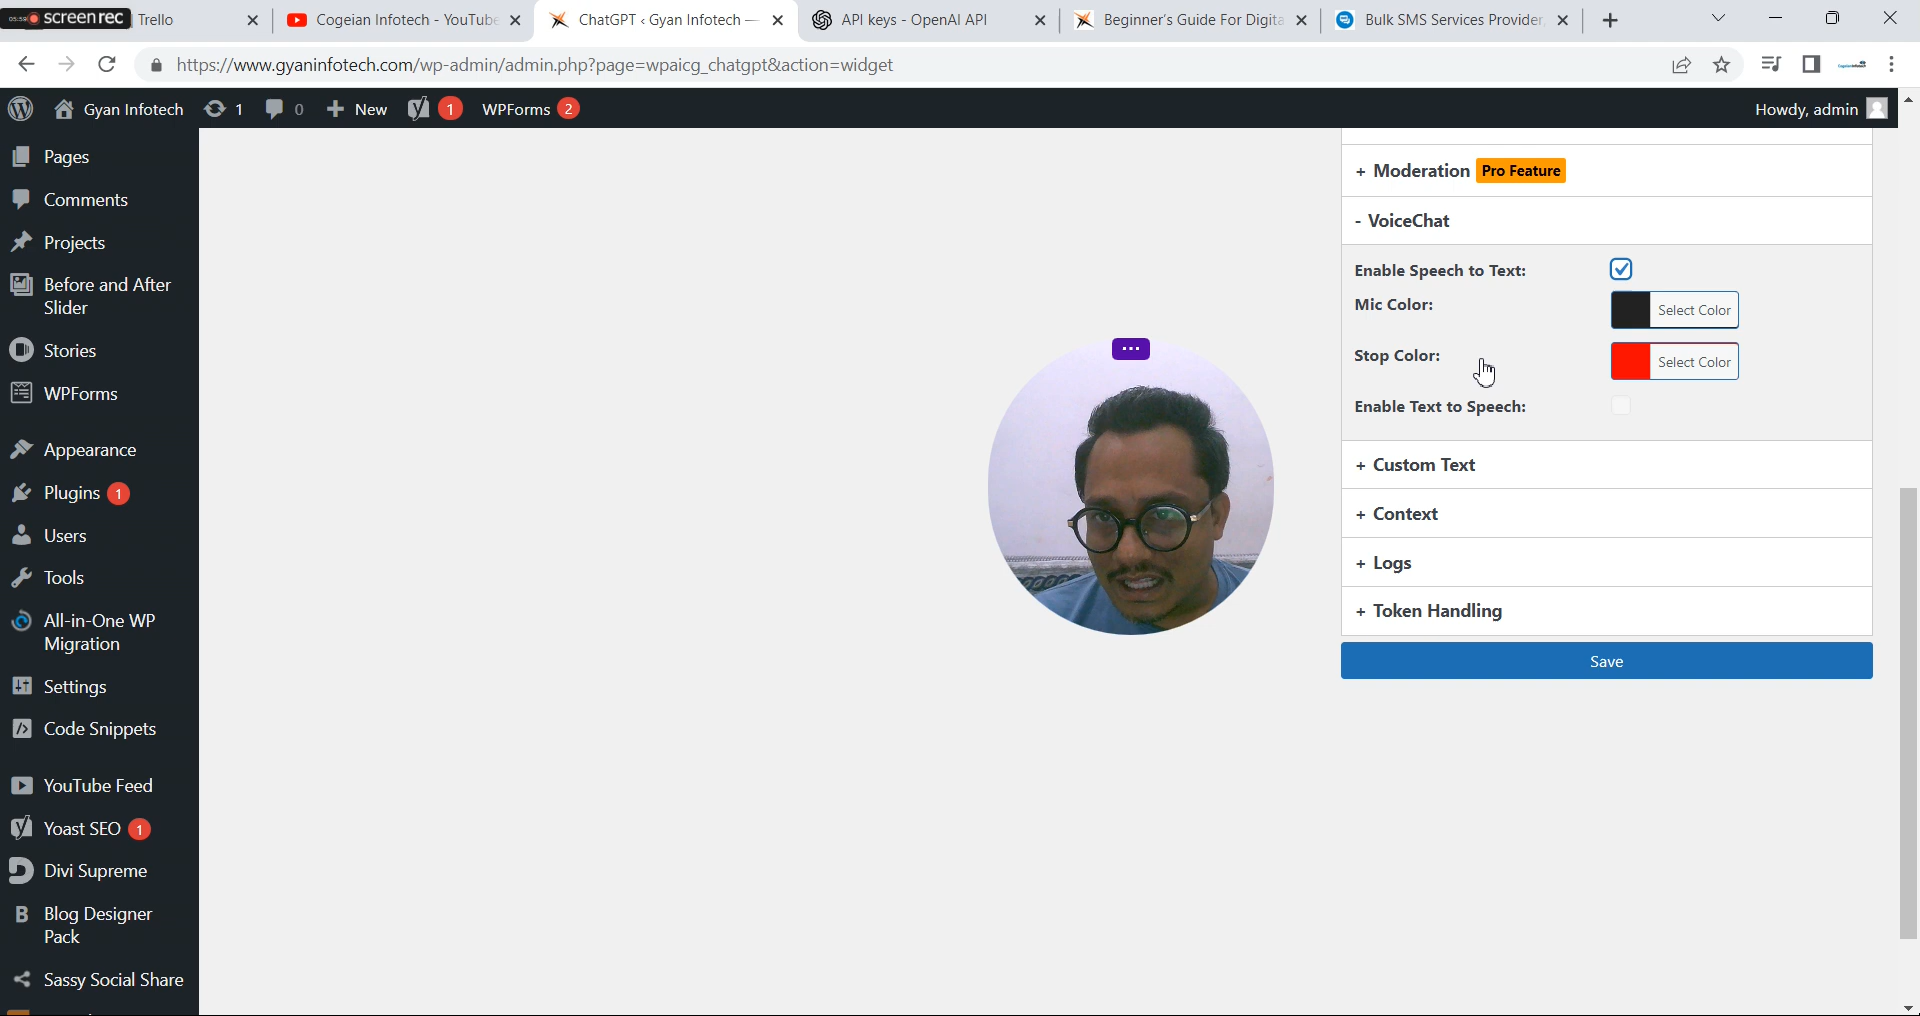 05:59 screen rec Trello
Cogeian Infotech - YouTube
ChatGPT ‹ Gyan Infotech —
API keys - OpenAI API
Beginner's Guide For Digita
Bulk SMS Services Provider,
https://www.gyaninfotech.com/wp-admin/admin.php?page=wpaicg_chatgpt&action=widget
Gyan Infotech 1 0 + New 1 WPForms 2 Howdy, admin
Pages
Comments
Projects
Before and After
Slider
Stories
WPForms
Appearance
Plugins 1
Users
Tools
All-in-One WP
Migration
Settings
Code Snippets
YouTube Feed
Yoast SEO 1
Divi Supreme
B Blog Designer
Pack
Sassy Social Share
+ Moderation Pro Feature
- VoiceChat
Enable Speech to Text:
Mic Color: Select Color
Stop Color: Select Color
Enable Text to Speech:
+ Custom Text
+ Context
+ Logs
+ Token Handling
Save